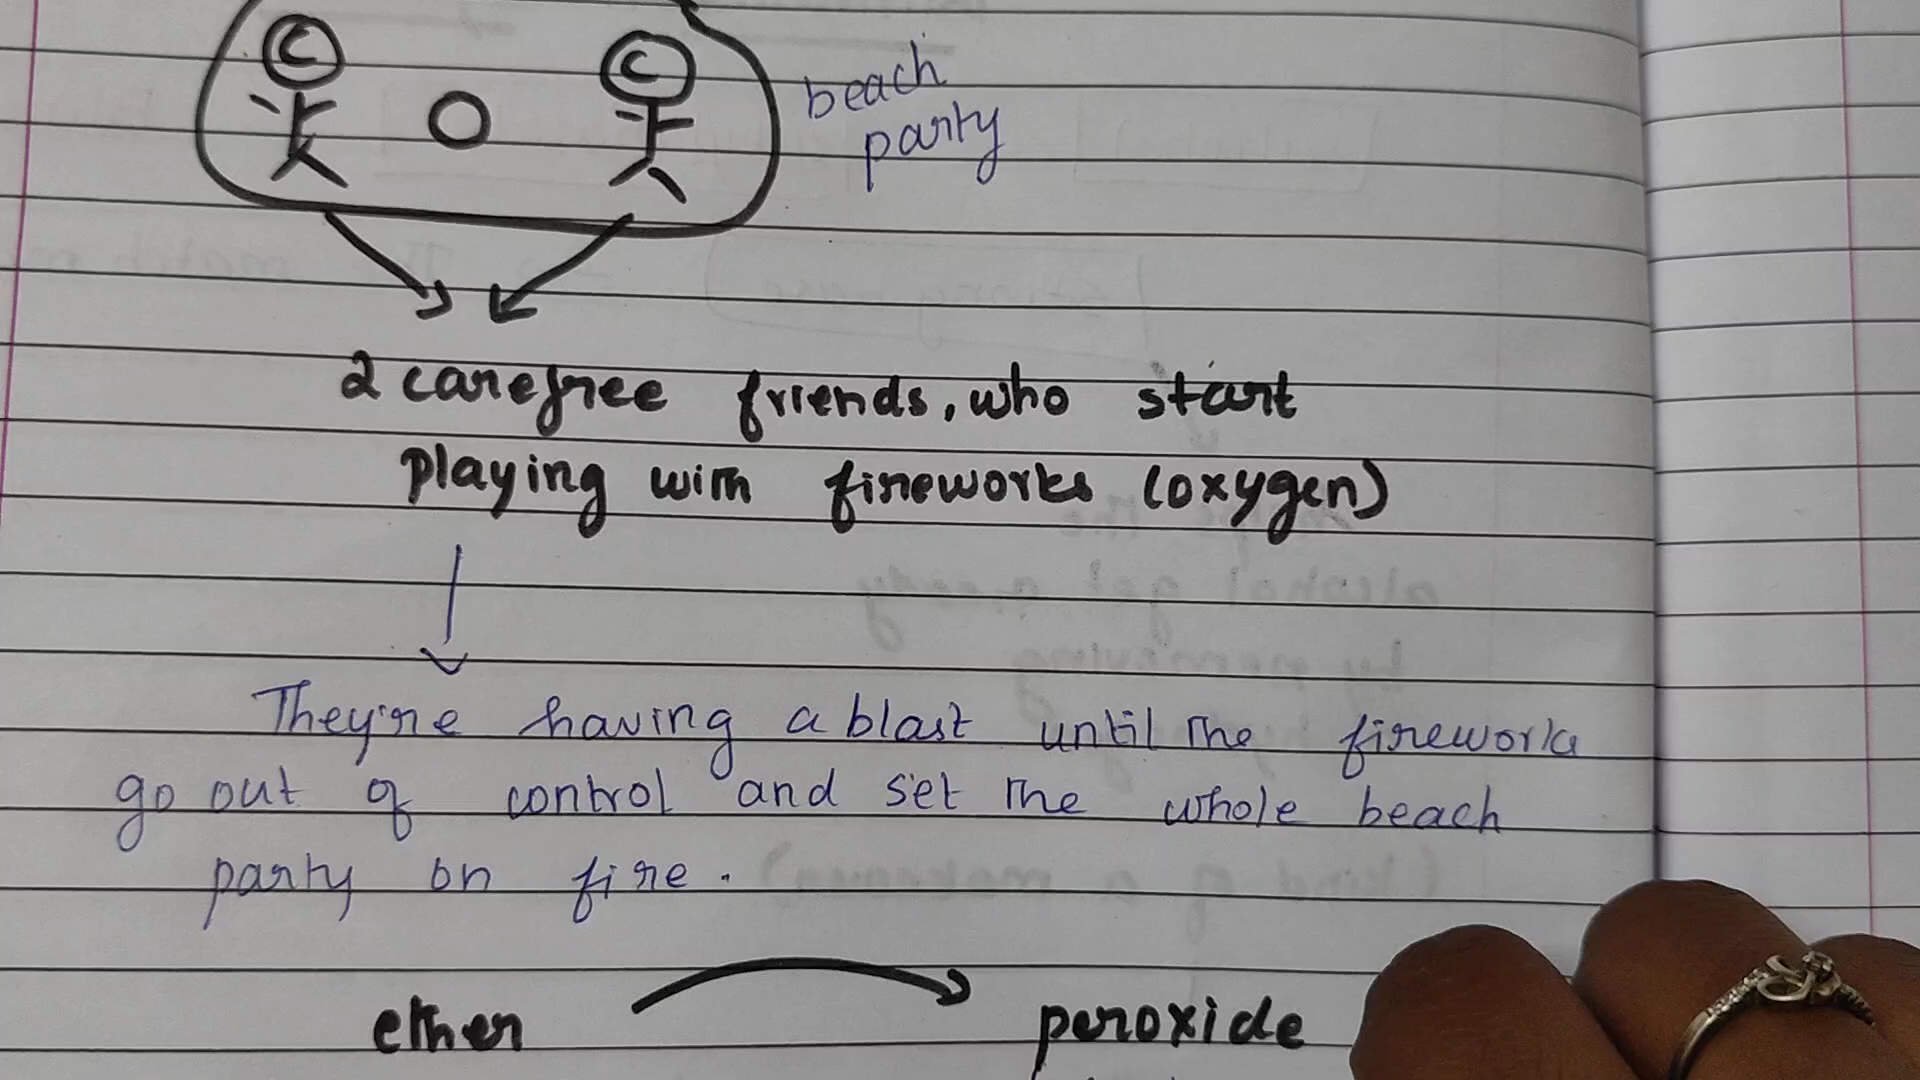 C
C
O
beach
party
2 carefree friends, who start
playing with fireworks (oxygen)
They're having a blast until the fireworks
go out of control and set the whole beach
party on fire.
ether
peroxide